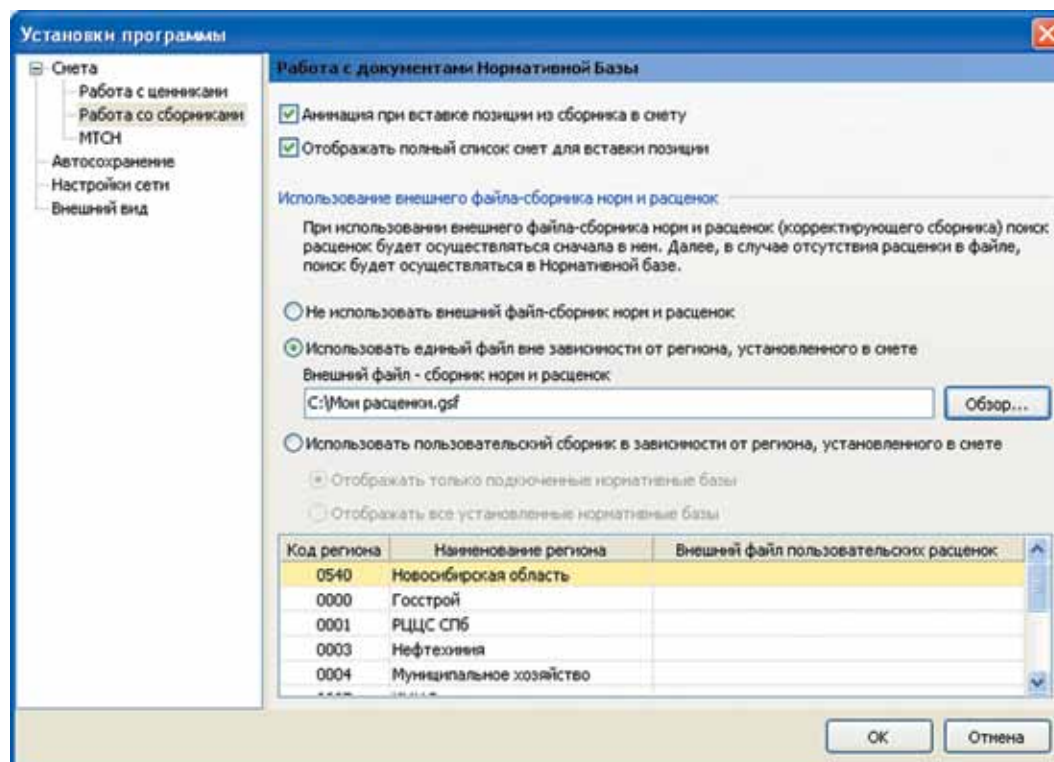 Установки программы
Смета
Работа с ценниками
Работа со сборниками
МТСН
Автосохранение
Настройки сети
Внешний вид
Работа с документами Нормативной Базы
Анимация при вставке позиции из сборника в смету
Отображать полный список смет для вставки позиции
Использование внешнего файла-сборника норм и расценок
При использовании внешнего файла-сборника норм и расценок (корректирующего сборника) поиск
расценок будет осуществляться сначала в нем. Далее, в случае отсутствия расценки в файле,
поиск будет осуществляться в Нормативной базе.
Не использовать внешний файл-сборник норм и расценок
Использовать единый файл вне зависимости от региона, установленного в смете
Внешний файл - сборник норм и расценок
C:\Мои расценки.gsf
Обзор...
Использовать пользовательский сборник в зависимости от региона, установленного в смете
Отображать только подключенные нормативные базы
Отображать все установленные нормативные базы
Код региона Наименование региона Внешний файл пользовательских расценок
0540 Новосибирская область
0000 Госстрой
0001 РЦЦС СПб
0003 Нефтехимия
0004 Муниципальное хозяйство
ОК Отмена